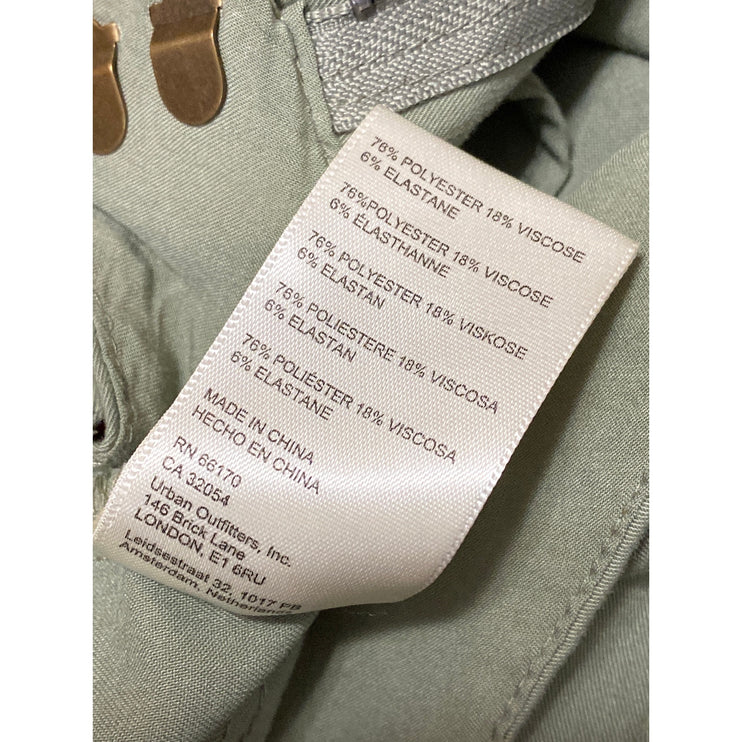 76% POLYESTER 18% VISCOSE
6% ELASTANE
76%POLYESTER 18% VISCOSE
6% ÉLASTHANNE
76% POLYESTER 18% VISKOSE
6% ELASTAN
76% POLIESTERE 18% VISCOSA
6% ELASTAN
76% POLIÉSTER 18% VISCOSA
6% ELASTANE
MADE IN CHINA
HECHO EN CHINA
RN 66170
CA 32054
Urban Outfitters, Inc.
146 Brick Lane
LONDON, E1 6RU
Leidsestraat 32, 1017 PB
Amsterdam, Netherlands